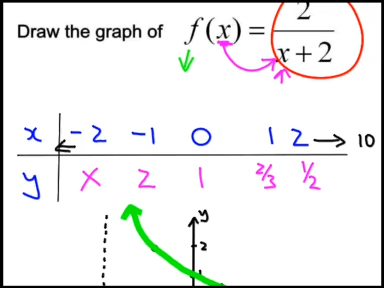 Draw the graph of f(x) = 2/(x+2)
x -2 -1 0 1 2 → 10
y X 2 1 2/3 1/2
y
2
1